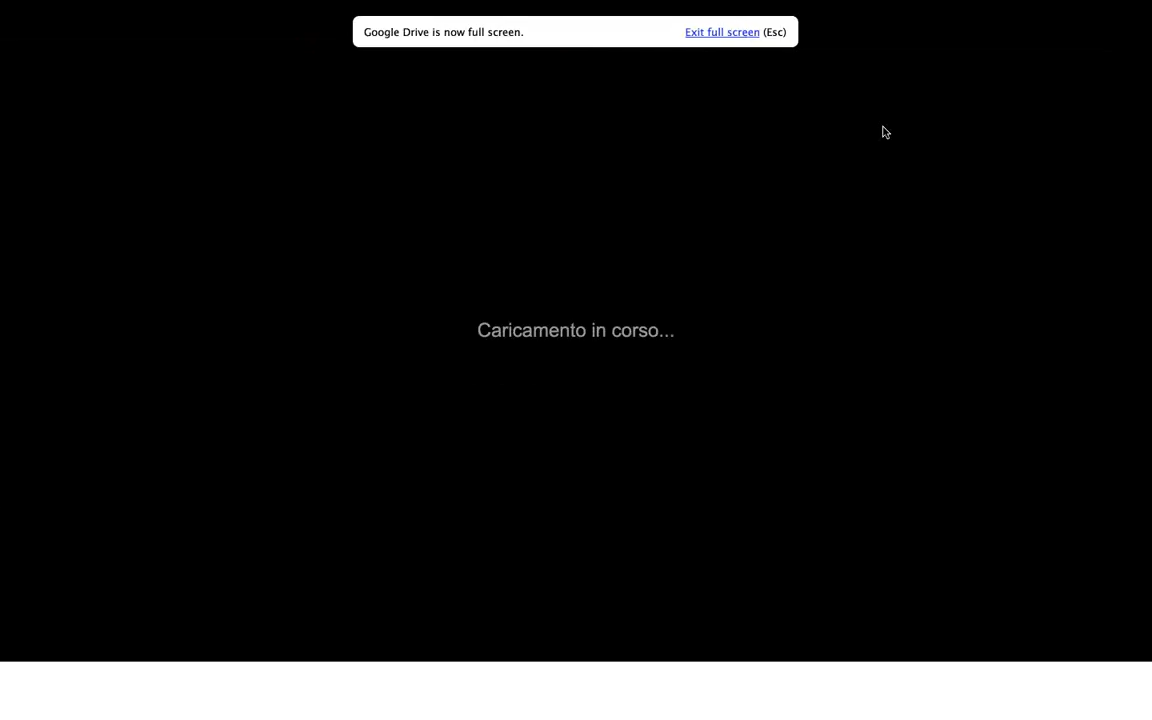 Google Drive is now full screen. Exit full screen (Esc)
Caricamento in corso...